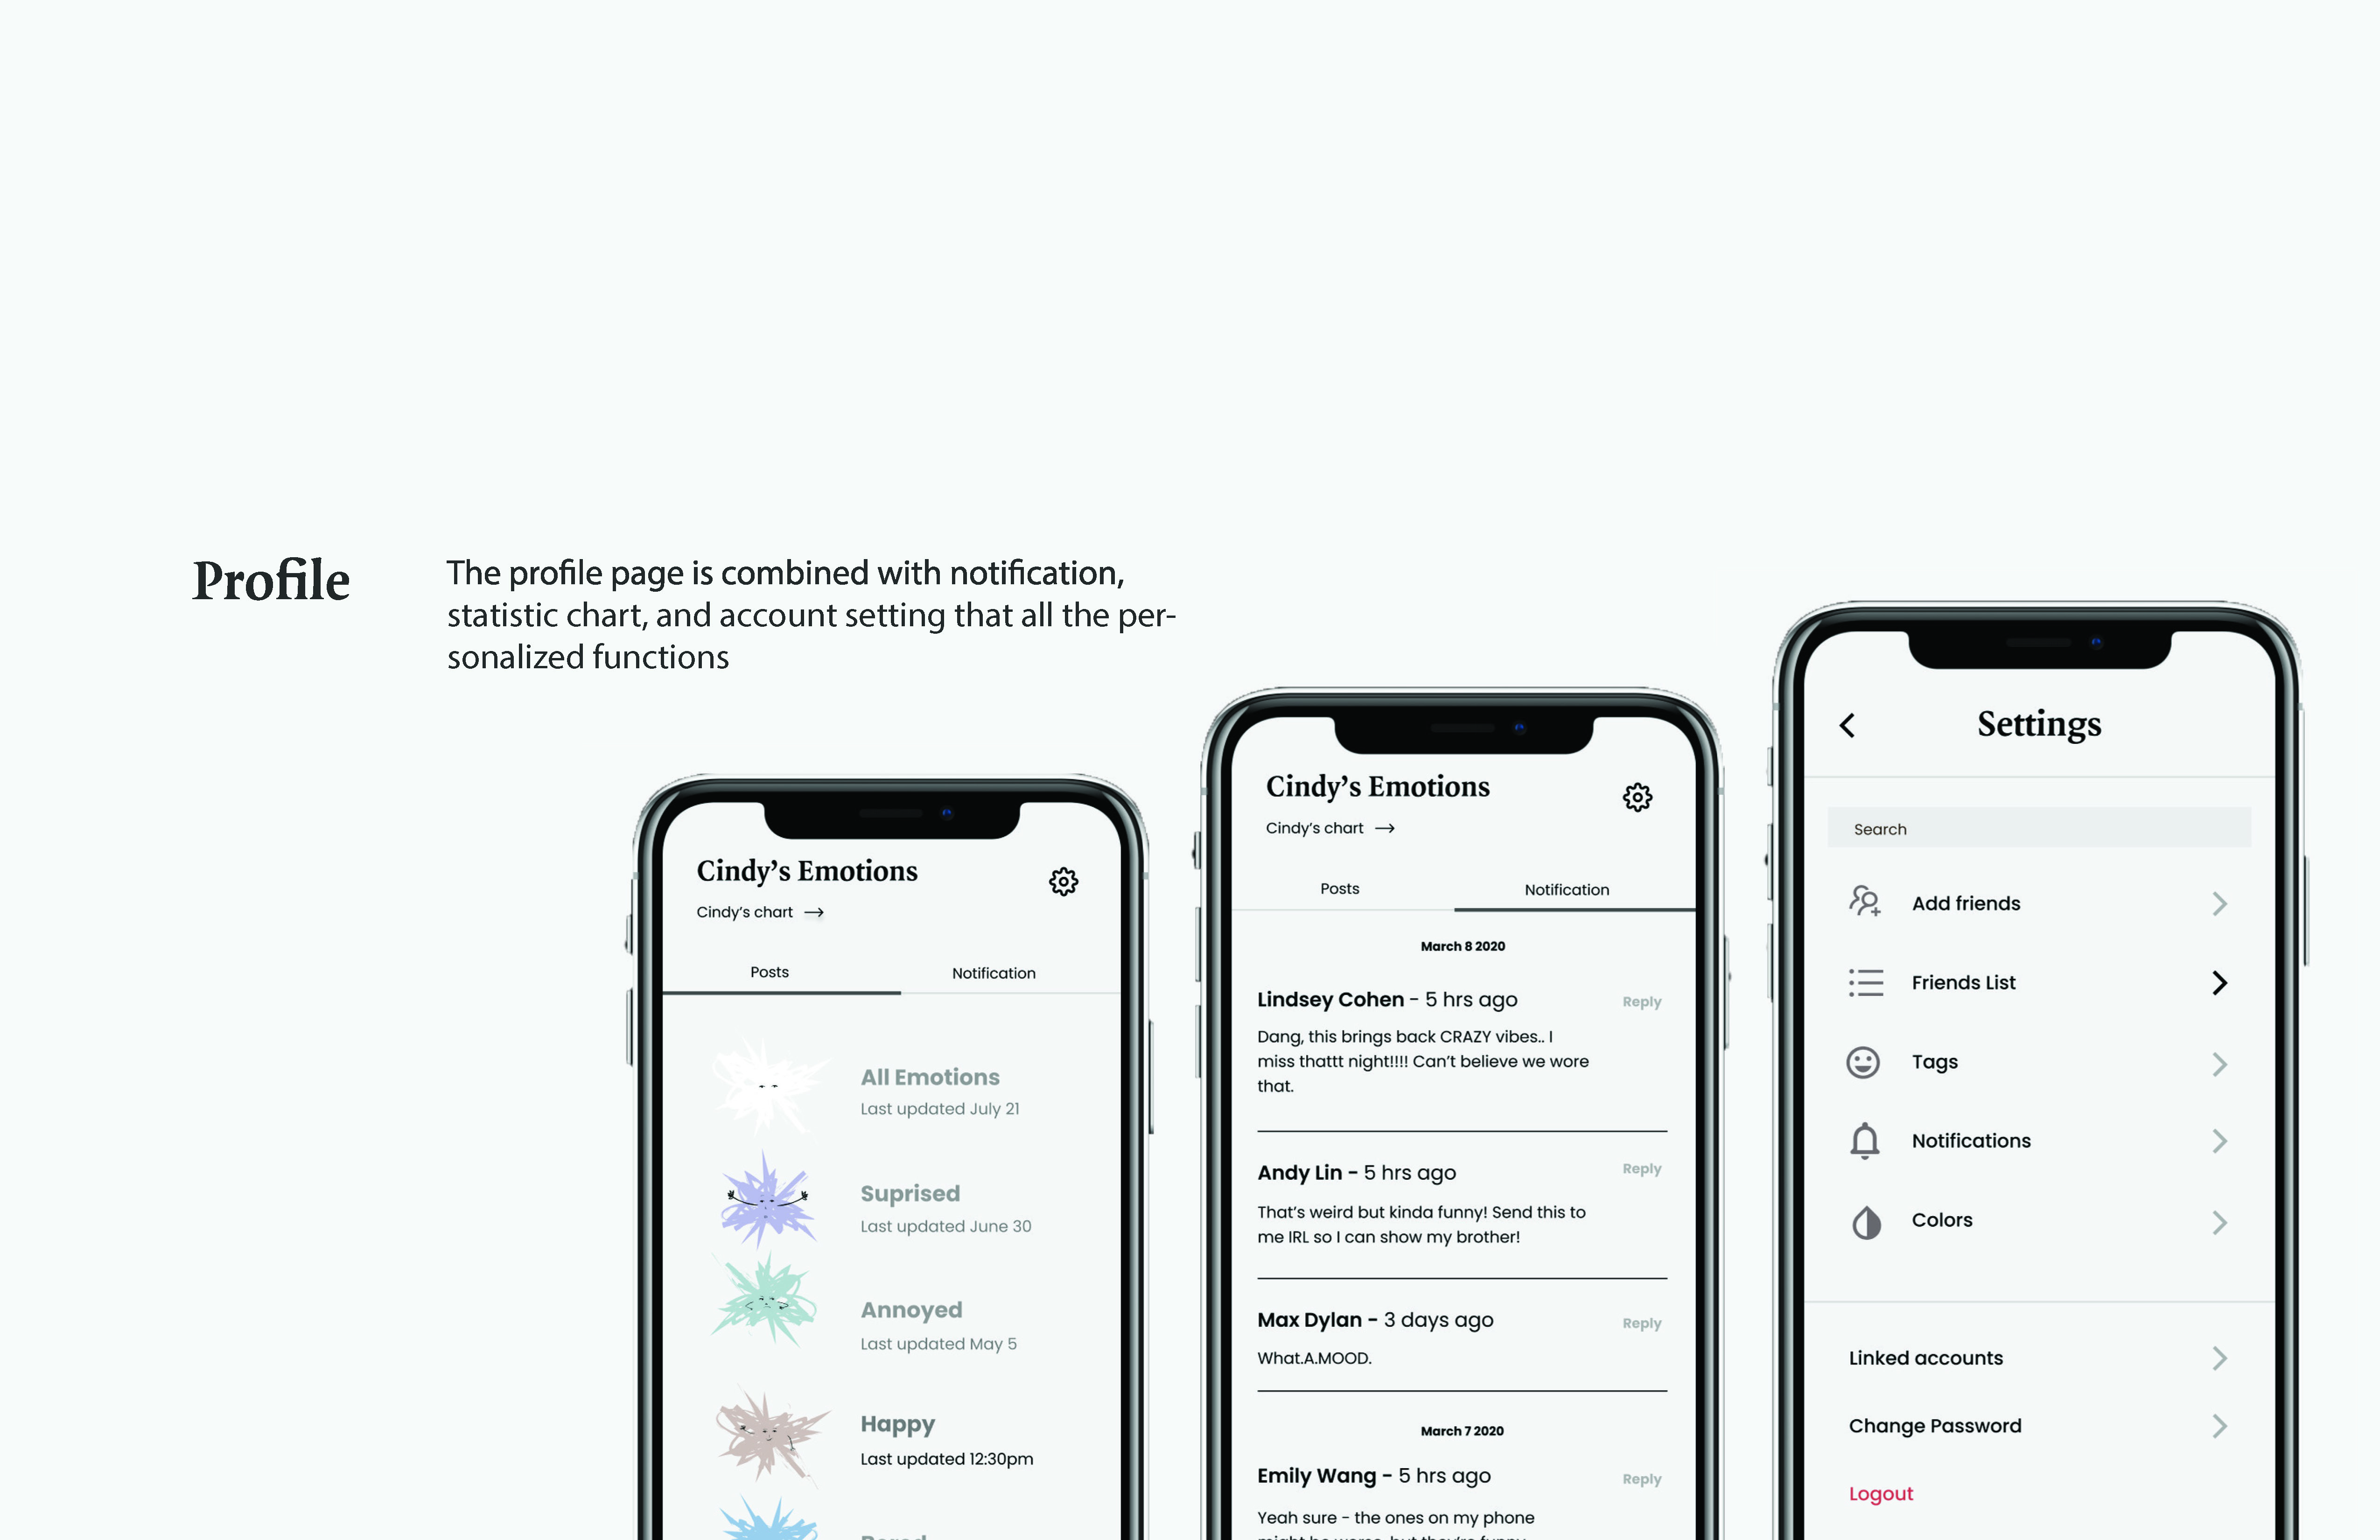 Profile
The profile page is combined with notification,
statistic chart, and account setting that all the per-
sonalized functions
Cindy's Emotions
Cindy's chart →
Posts
Notification
All Emotions
Last updated July 21
Suprised
Last updated June 30
Annoyed
Last updated May 5
Happy
Last updated 12:30pm
Cindy's Emotions
Cindy's chart →
Posts
Notification
March 8 2020
Lindsey Cohen - 5 hrs ago
Reply
Dang, this brings back CRAZY vibes.. I
miss thattt night!!!! Can't believe we wore
that.
Andy Lin - 5 hrs ago
Reply
That's weird but kinda funny! Send this to
me IRL so I can show my brother!
Max Dylan - 3 days ago
Reply
What.A.MOOD.
March 7 2020
Emily Wang - 5 hrs ago
Reply
Yeah sure - the ones on my phone
Settings
Search
Add friends
Friends List
Tags
Notifications
Colors
Linked accounts
Change Password
Logout